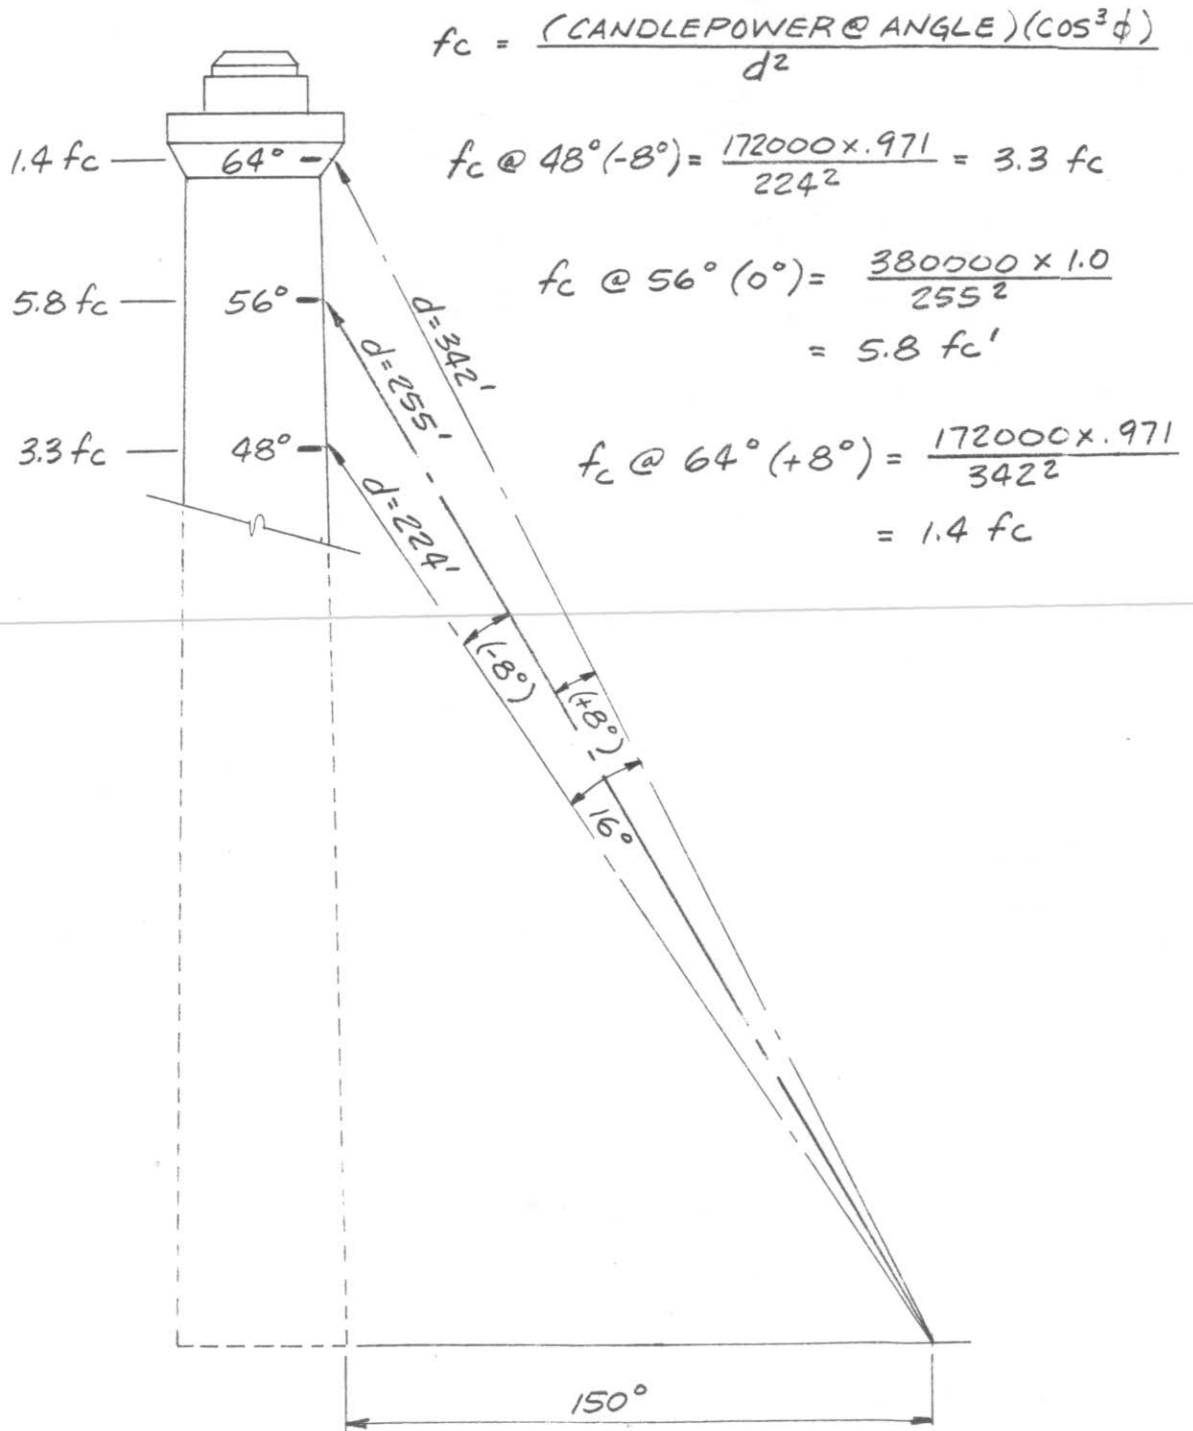 fc = (CANDLEPOWER @ ANGLE)(COS³ φ)
d²
1.4 fc
64°
fc @ 48° (-8°) = 172000 x .971 = 3.3 fc
224²
5.8 fc
56°
fc @ 56° (0°) = 380000 x 1.0
255²
= 5.8 fc'
d=342'
d=255'
3.3 fc
48°
fc @ 64° (+8°) = 172000 x .971
342²
= 1.4 fc
d=224'
(-8°)
(+8°)
16°
150°